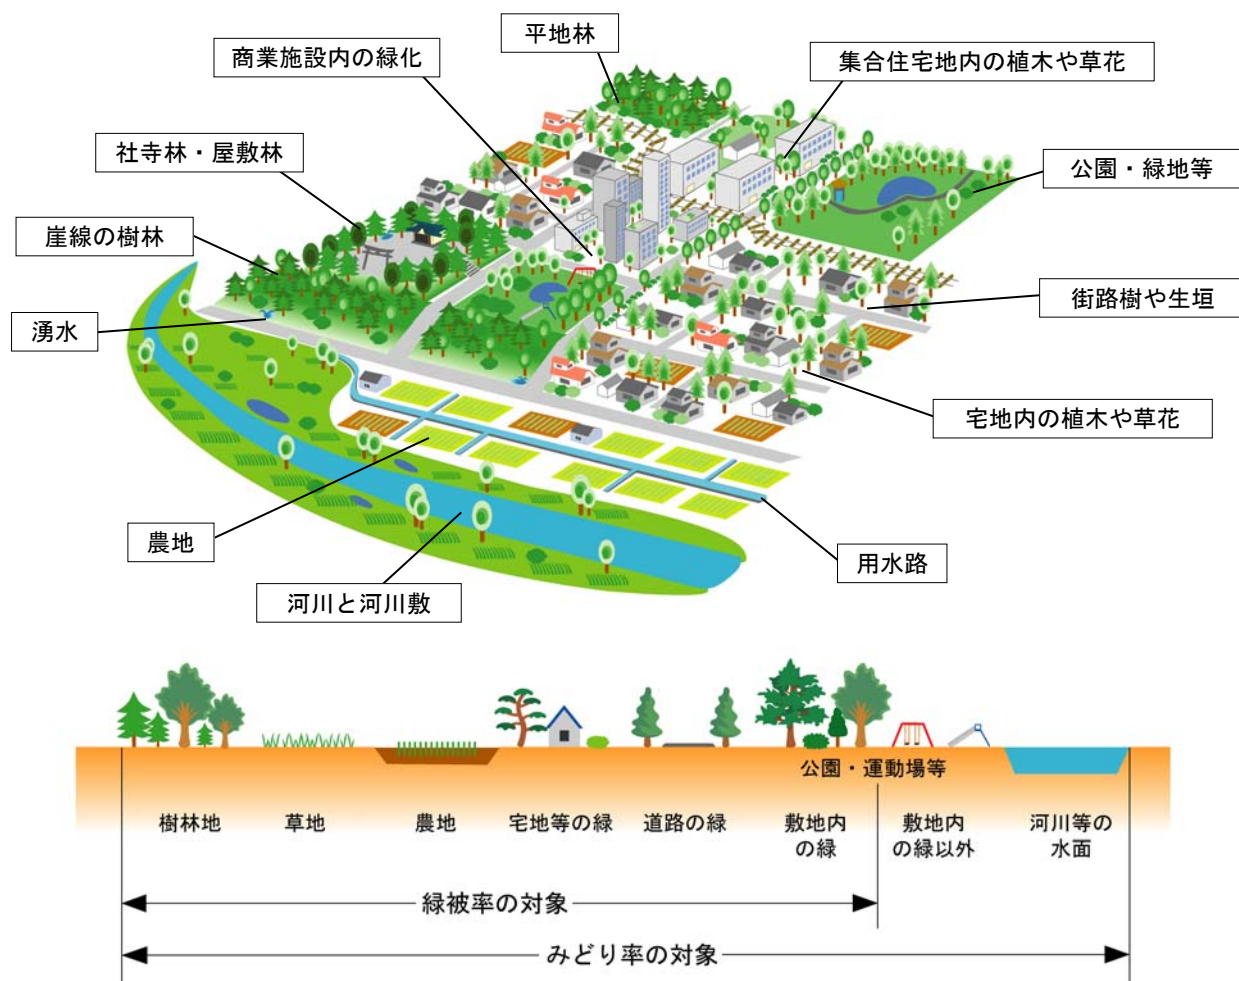 平地林
商業施設内の緑化
集合住宅地内の植木や草花
社寺林・屋敷林
公園・緑地等
崖線の樹林
街路樹や生垣
湧水
宅地内の植木や草花
農地
用水路
河川と河川敷
公園・運動場等
樹林地
草地
農地
宅地等の緑
道路の緑
敷地内
の緑
敷地内
の緑以外
河川等の
水面
緑被率の対象
みどり率の対象